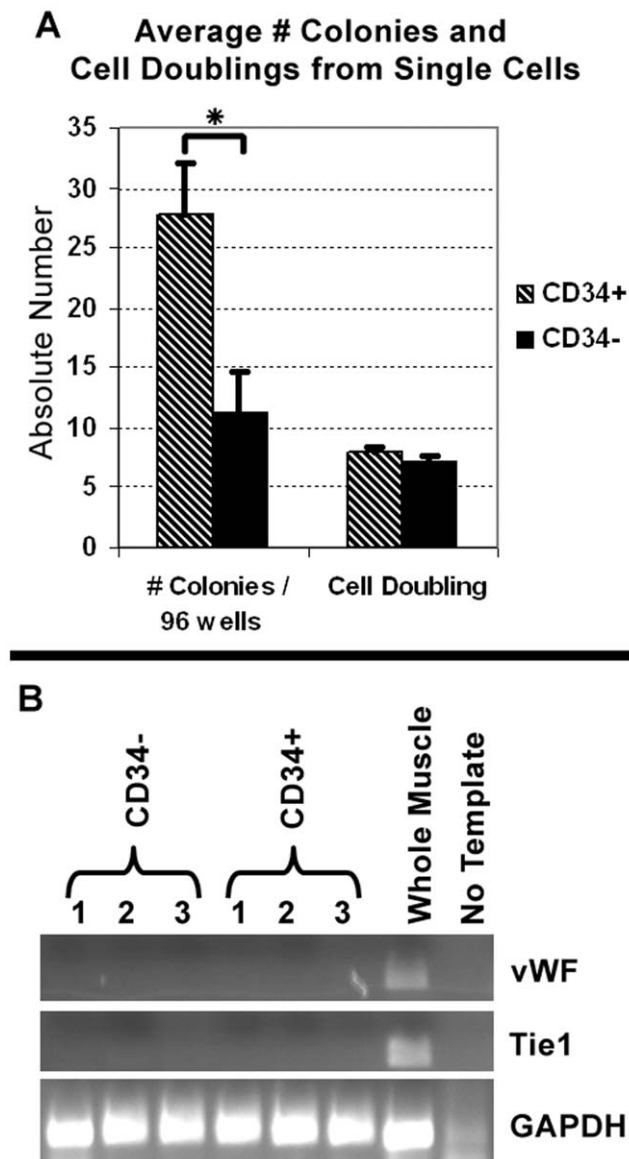 A
Average # Colonies and
Cell Doublings from Single Cells
*
35
30
25
20
15
10
5
0
Absolute Number
# Colonies /
96 wells
Cell Doubling
CD34+
CD34-
B
CD34-
CD34+
Whole Muscle
No Template
1 2 3 1 2 3
vWF
Tie1
GAPDH